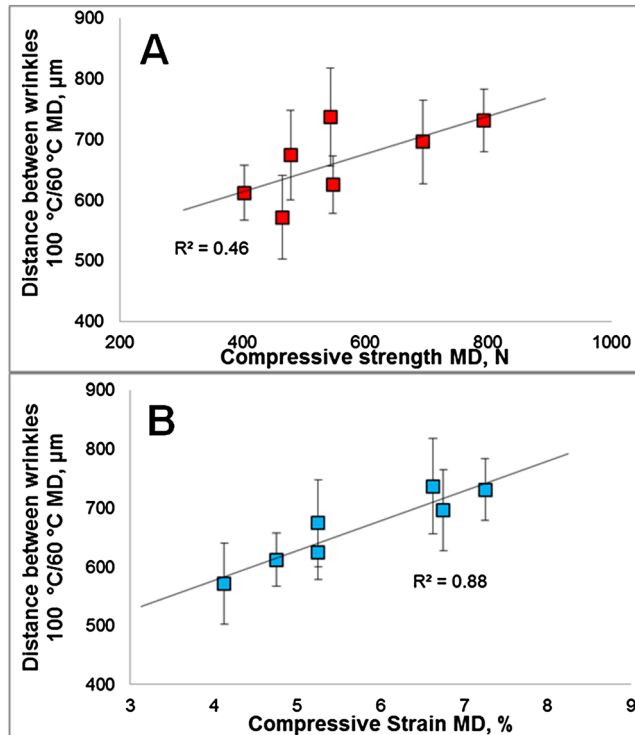 A
Distance between wrinkles
100 °C/60 °C MD, µm
900
800
700
600
500
400
R² = 0.46
200
400
600
800
1000
Compressive strength MD, N
B
Distance between wrinkles
100 °C/60 °C MD, µm
900
800
700
600
500
400
R² = 0.88
3
4
5
6
7
8
9
Compressive Strain MD, %